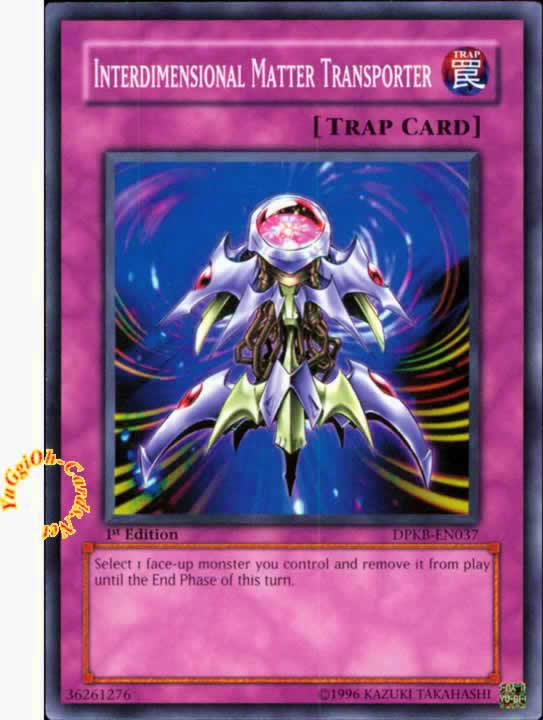 INTERDIMENSIONAL MATTER TRANSPORTER
TRAP
罠
[TRAP CARD]
1st Edition
DPKB-EN037
Select 1 face-up monster you control and remove it from play
until the End Phase of this turn.
36261276
©1996 KAZUKI TAKAHASHI
YuGgiOh-Cards.Net